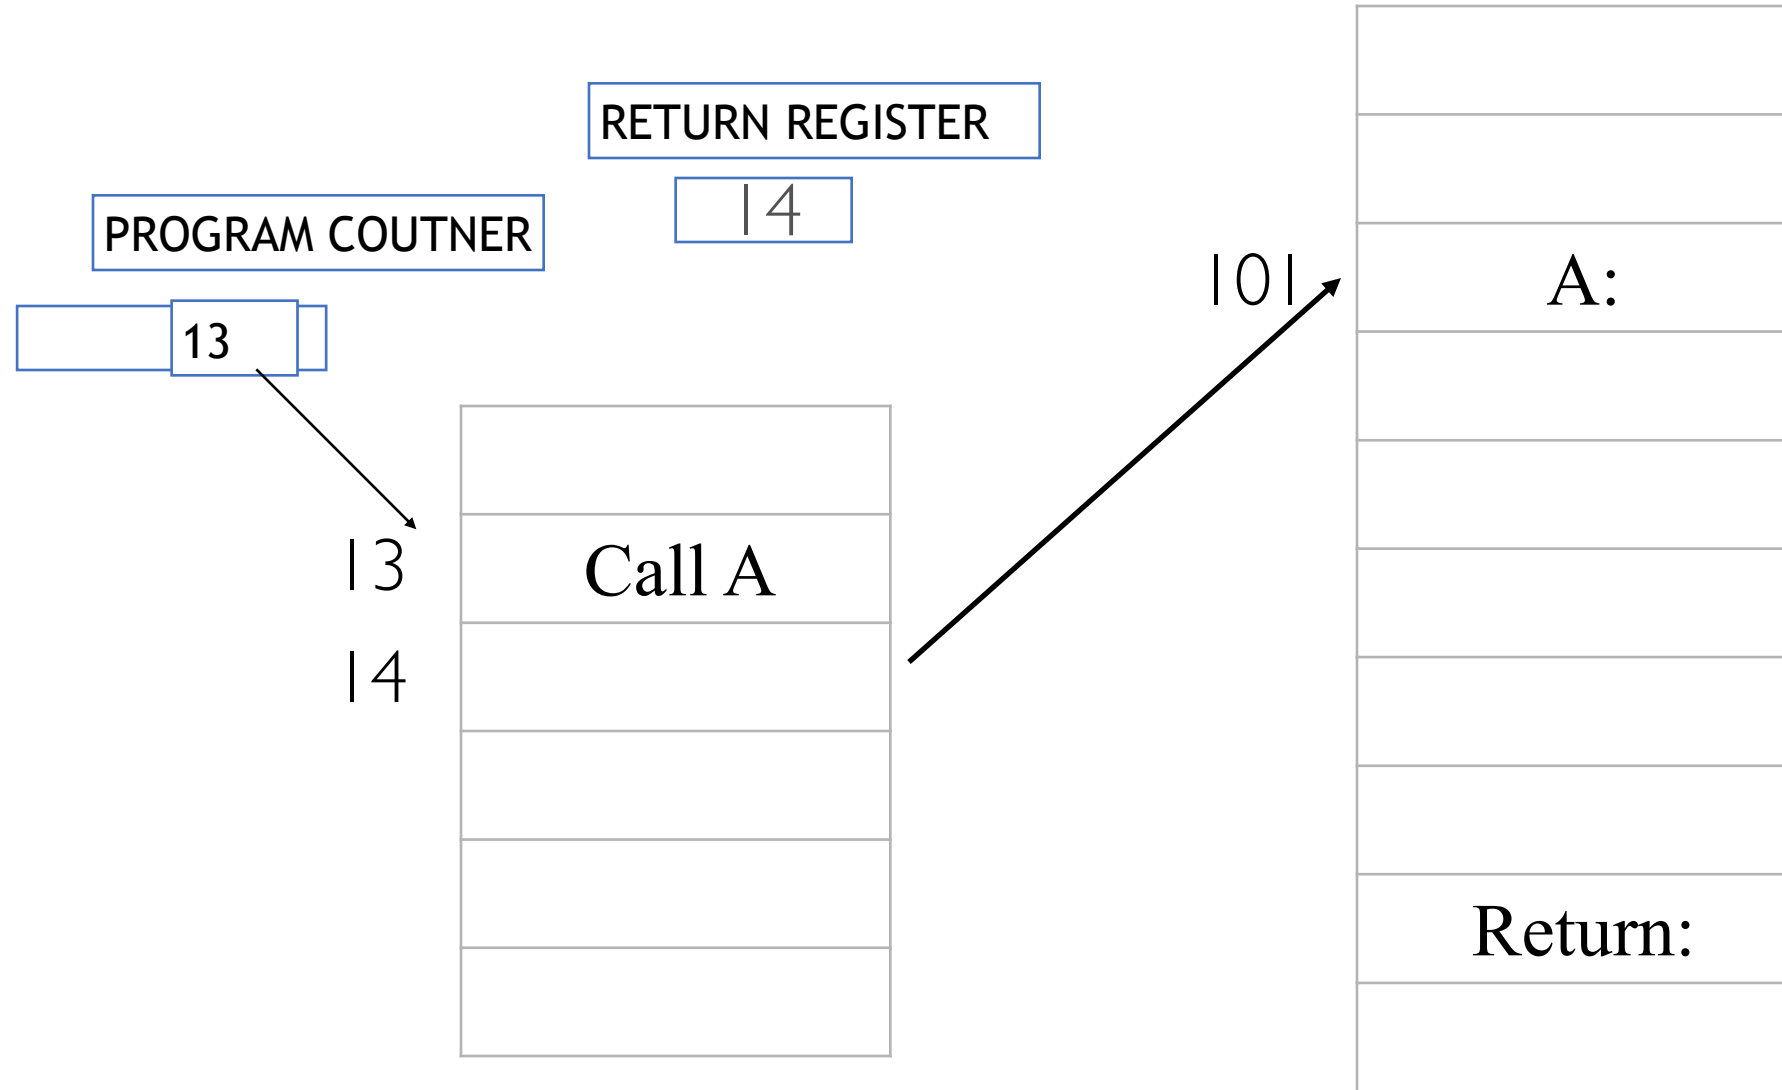 RETURN REGISTER
14
PROGRAM COUTNER
13
101
A:
13
Call A
14
Return: